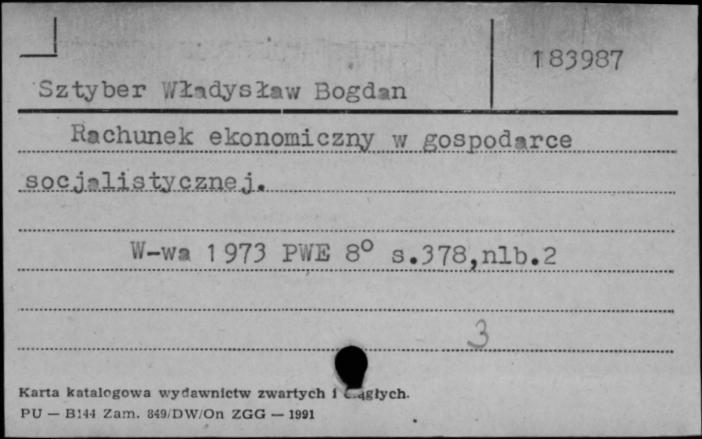 183987
Sztyber Władysław Bogdan
Rachunek ekonomiczny w gospodarce
socjalistycznej.
W-wa 1973 PWE 8° s.378,nlb.2
3
Karta katalogowa wydawnictw zwartych i ciągłych.
PU — B144 Zam. 849/DW/On ZGG — 1991